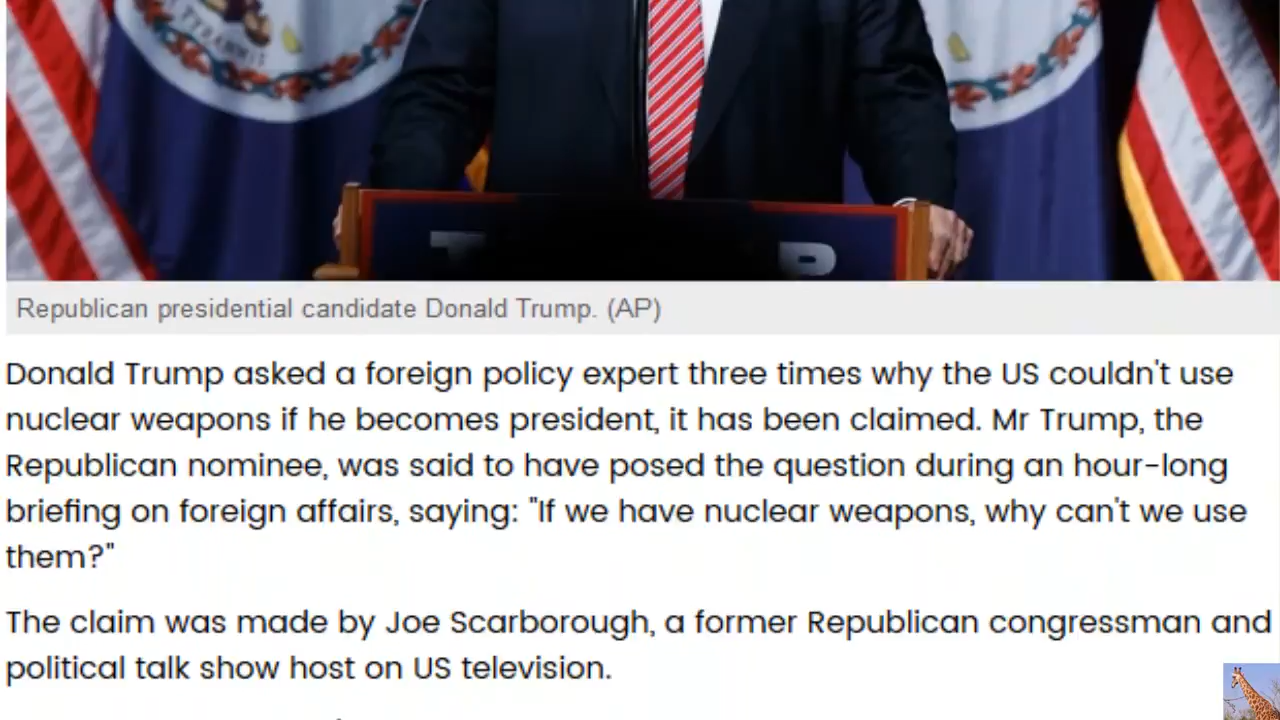 T P
Republican presidential candidate Donald Trump. (AP)
Donald Trump asked a foreign policy expert three times why the US couldn't use
nuclear weapons if he becomes president, it has been claimed. Mr Trump, the
Republican nominee, was said to have posed the question during an hour-long
briefing on foreign affairs, saying: "If we have nuclear weapons, why can't we use
them?"
The claim was made by Joe Scarborough, a former Republican congressman and
political talk show host on US television.